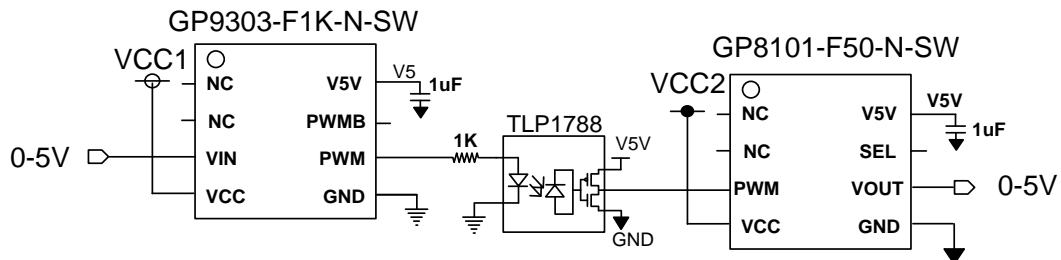 GP9303-F1K-N-SW
GP8101-F50-N-SW
VCC1
NC
V5V
V5
1uF
NC
PWMB
0-5V
VIN
PWM
1K
VCC
GND
TLP1788
V5V
GND
VCC2
NC
V5V
V5V
1uF
NC
SEL
PWM
VOUT
0-5V
VCC
GND